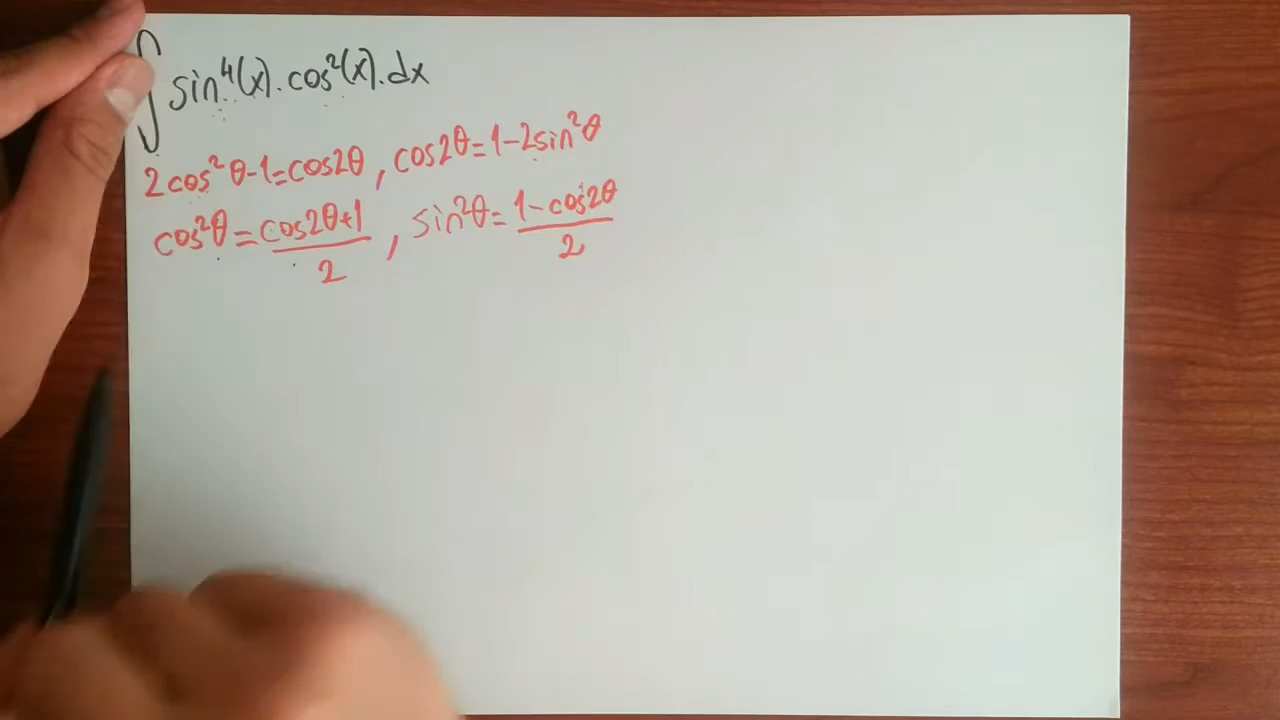 ∫ sin⁴(x).cos²(x).dx
2cos²θ-1=cos2θ, cos2θ=1-2sin²θ
cos²θ=cos2θ+1/2, sin²θ=1-cos2θ/2